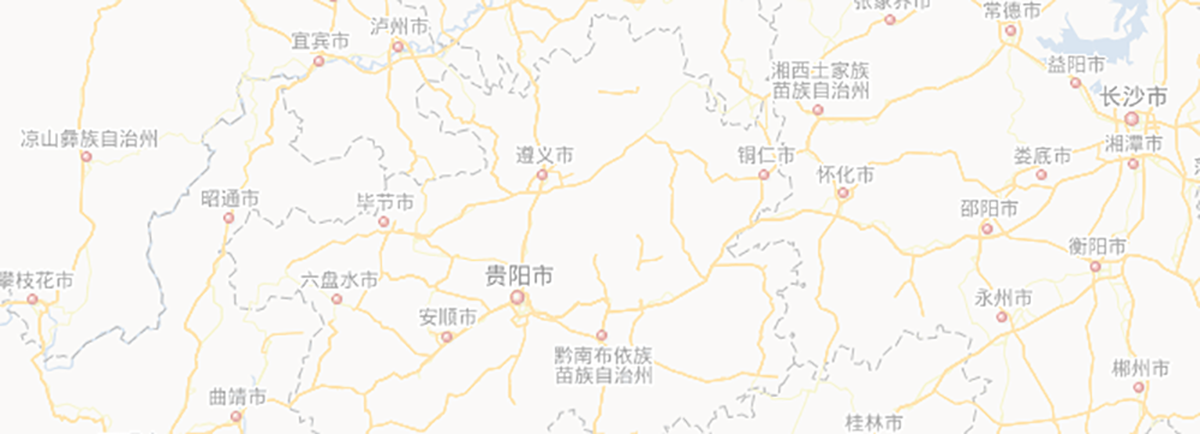 张家界市
常德市
泸州市
宜宾市
益阳市
湘西土家族
苗族自治州
长沙市
凉山彝族自治州
湘潭市
遵义市
铜仁市
娄底市
怀化市
昭通市
毕节市
邵阳市
衡阳市
攀枝花市
六盘水市
贵阳市
永州市
安顺市
黔南布依族
苗族自治州
郴州市
曲靖市
桂林市